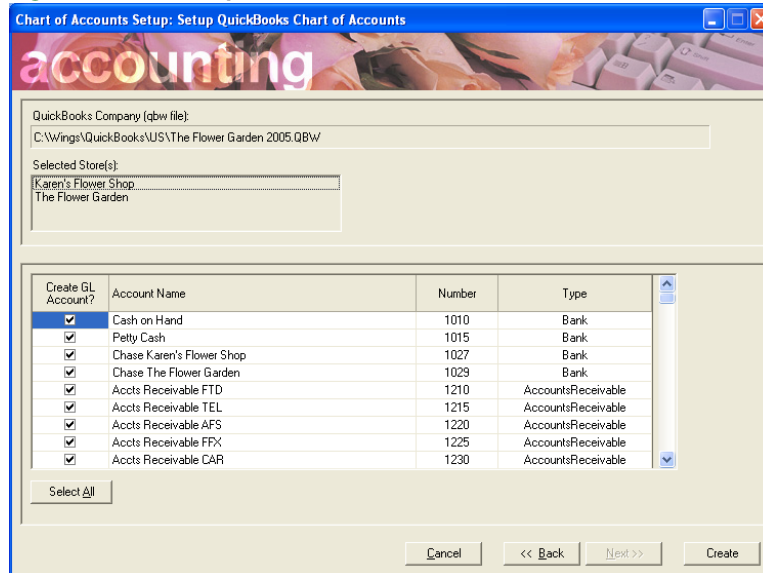 Chart of Accounts Setup: Setup QuickBooks Chart of Accounts
accounting
QuickBooks Company (qbw file):
C:\Wings\QuickBooks\US\The Flower Garden 2005.QBW
Selected Store(s):
Karen's Flower Shop
The Flower Garden
Create GL Account? Account Name Number Type
Cash on Hand 1010 Bank
Petty Cash 1015 Bank
Chase Karen's Flower Shop 1027 Bank
Chase The Flower Garden 1029 Bank
Accts Receivable FTD 1210 AccountsReceivable
Accts Receivable TEL 1215 AccountsReceivable
Accts Receivable AFS 1220 AccountsReceivable
Accts Receivable FFX 1225 AccountsReceivable
Accts Receivable CAR 1230 AccountsReceivable
Select All
Cancel << Back Next >> Create